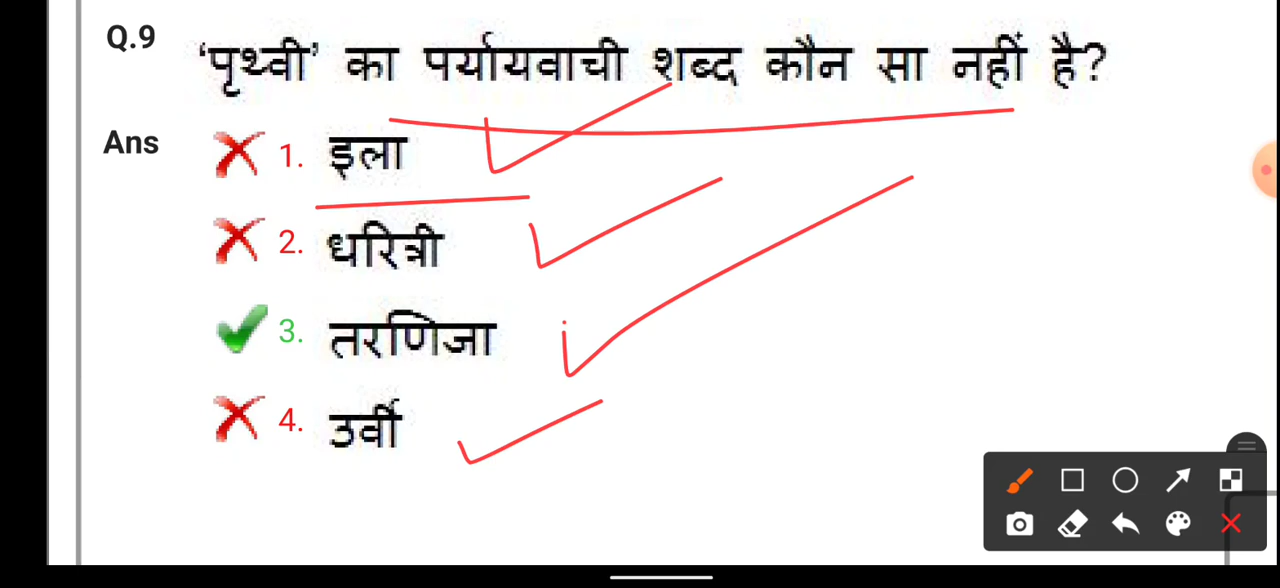 Q.9 'पृथ्वी' का पर्यायवाची शब्द कौन सा नहीं है?
Ans 1. इला
2. धरित्री
3. तरणिजा
4. उर्वी